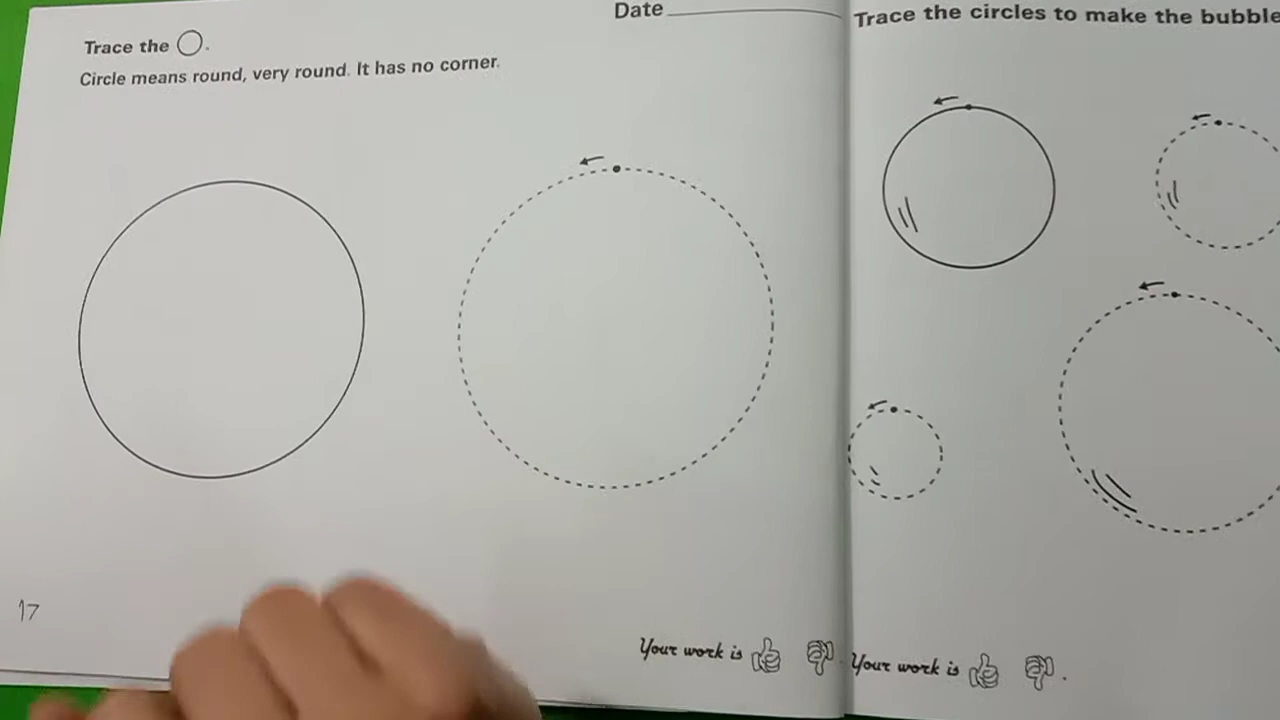 Date
Trace the
Circle means round, very round. It has no corner.
17
Your work is
Trace the circles to make the bubble
Your work is